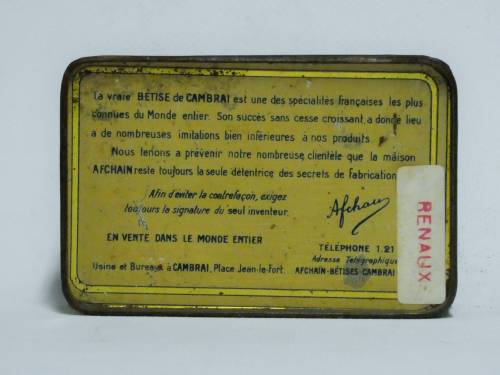 La vraie BÉTISE de CAMBRAI est une des spécialités françaises les plus
connues du Monde entier. Son succès sans cesse croissant, a donné lieu
à de nombreuses imitations bien inférieures à nos produits
Nous tenons a prévenir notre nombreuse clientèle que la maison
AFCHAIN reste toujours la seule détentrice des secrets de fabrication
Afin d'éviter la contrefaçon, exigez
toujours la signature du seul inventeur.
Afchain
EN VENTE DANS LE MONDE ENTIER
TÉLÉPHONE 1.21
Adresse Télégraphique
Usine et Bureaux à CAMBRAI, Place Jean-le-Fort.
AFCHAIN-BÉTISES-CAMBRAI
RENAUX